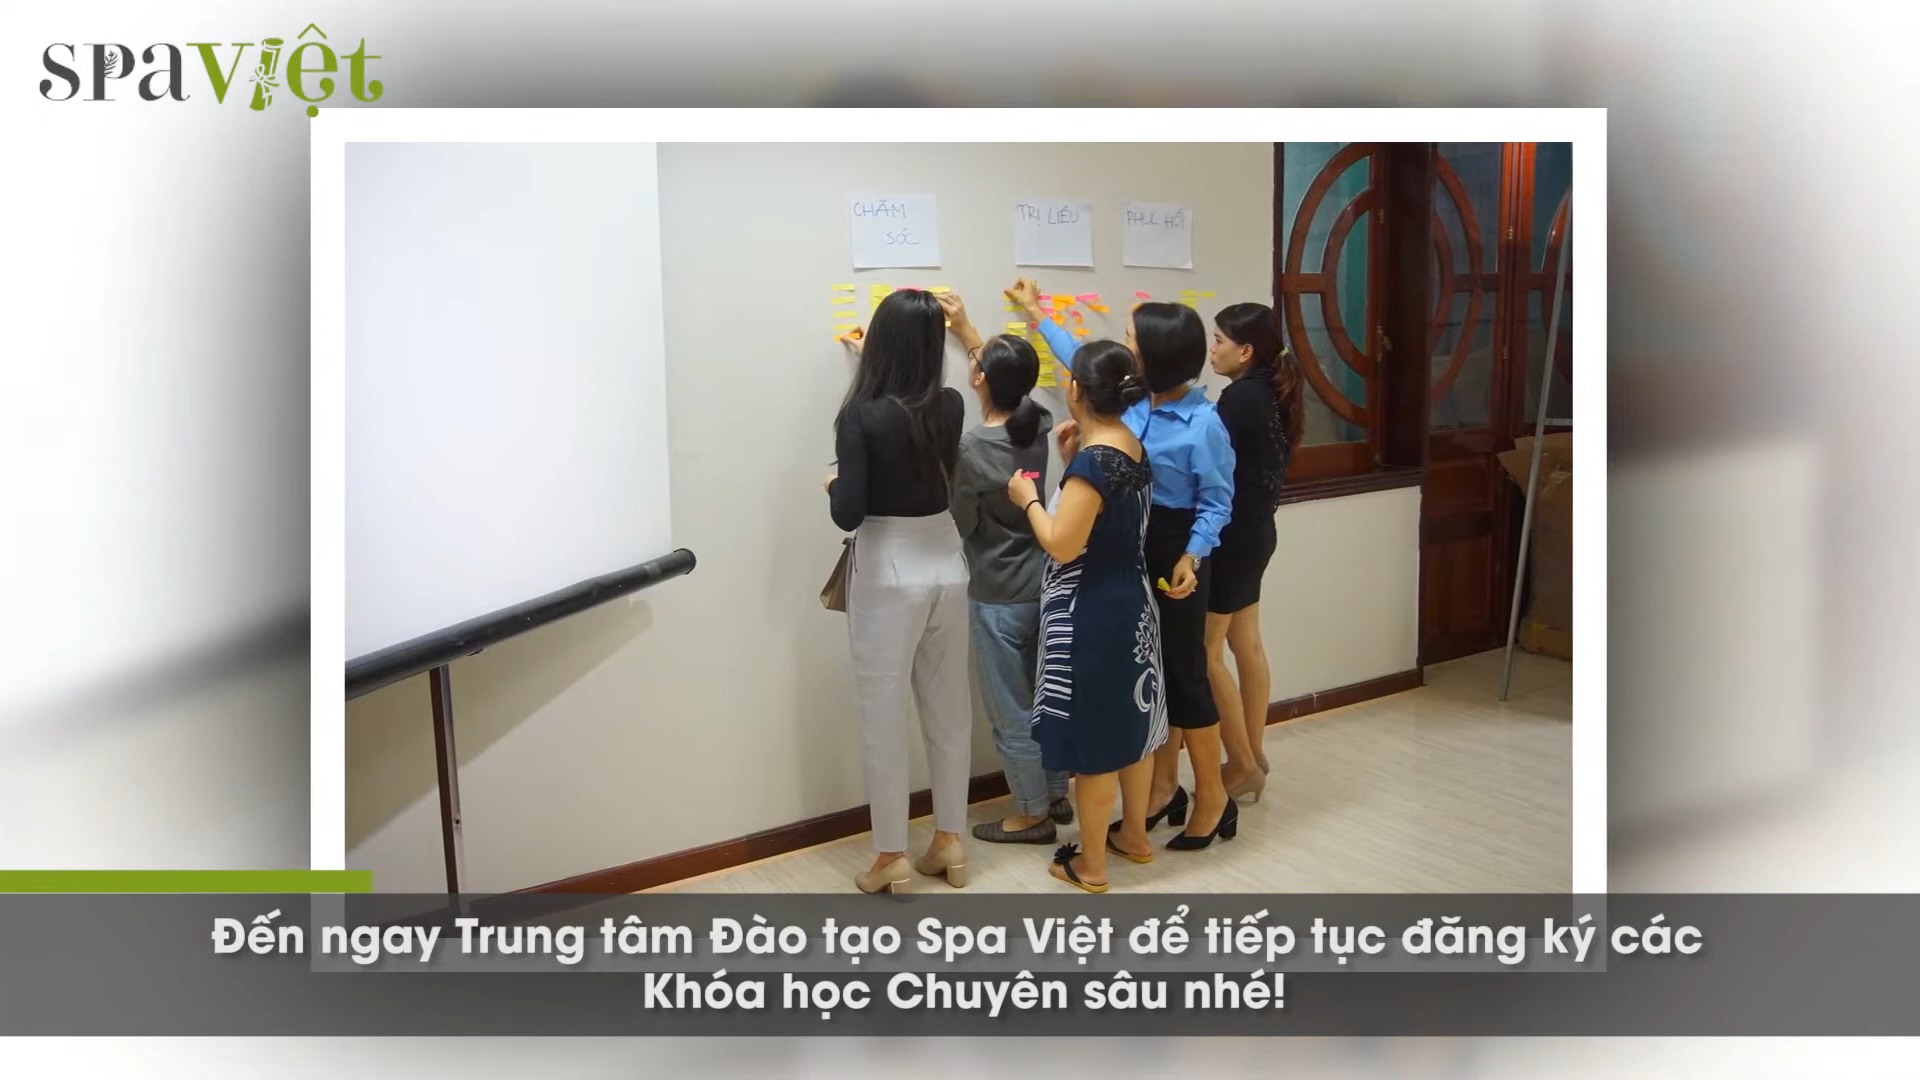 spaviệt
CHĂM
SÓC
TRỊ LIỆU
PHỤC HỒI
Đến ngay Trung tâm Đào tạo Spa Việt để tiếp tục đăng ký các
Khóa học Chuyên sâu nhé!